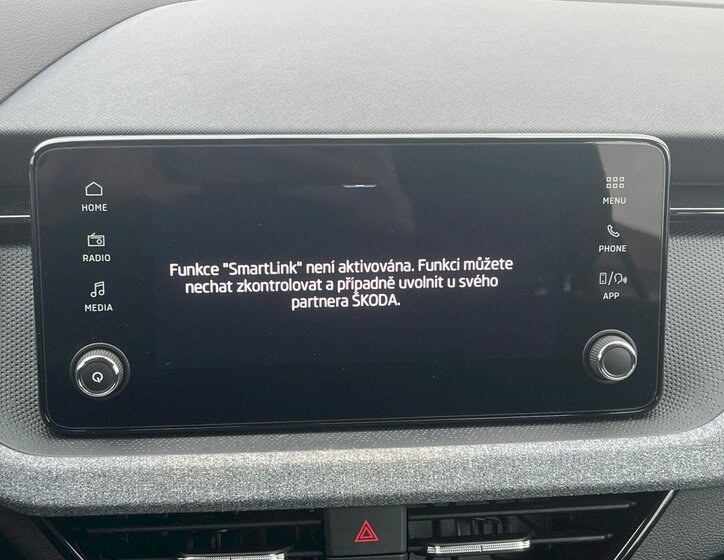 HOME
RADIO
MEDIA
Funkce "SmartLink" není aktivována. Funkci můžete
nechat zkontrolovat a případně uvolnit u svého
partnera ŠKODA.
MENU
PHONE
APP